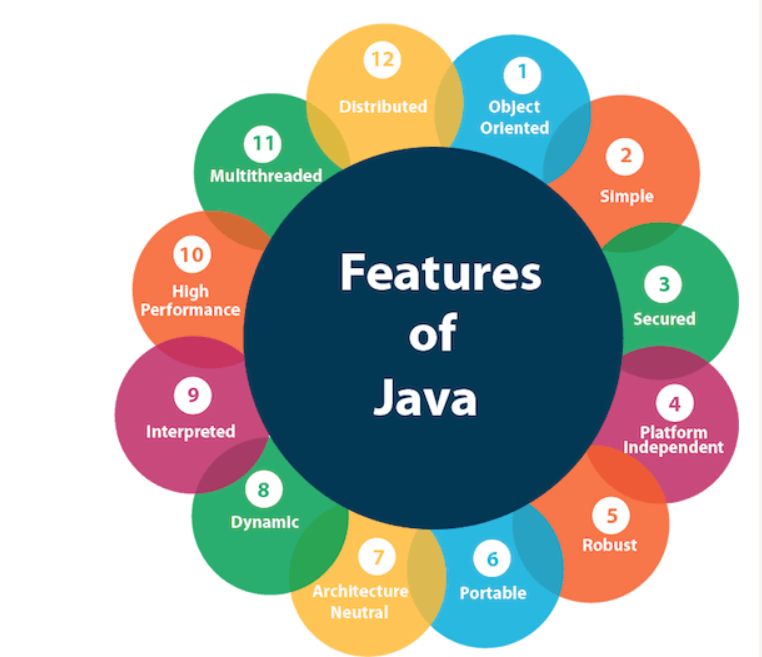 Features
of
Java
1
Object
Oriented
2
Simple
3
Secured
4
Platform
Independent
5
Robust
6
Portable
7
Architecture
Neutral
8
Dynamic
9
Interpreted
10
High
Performance
11
Multithreaded
12
Distributed